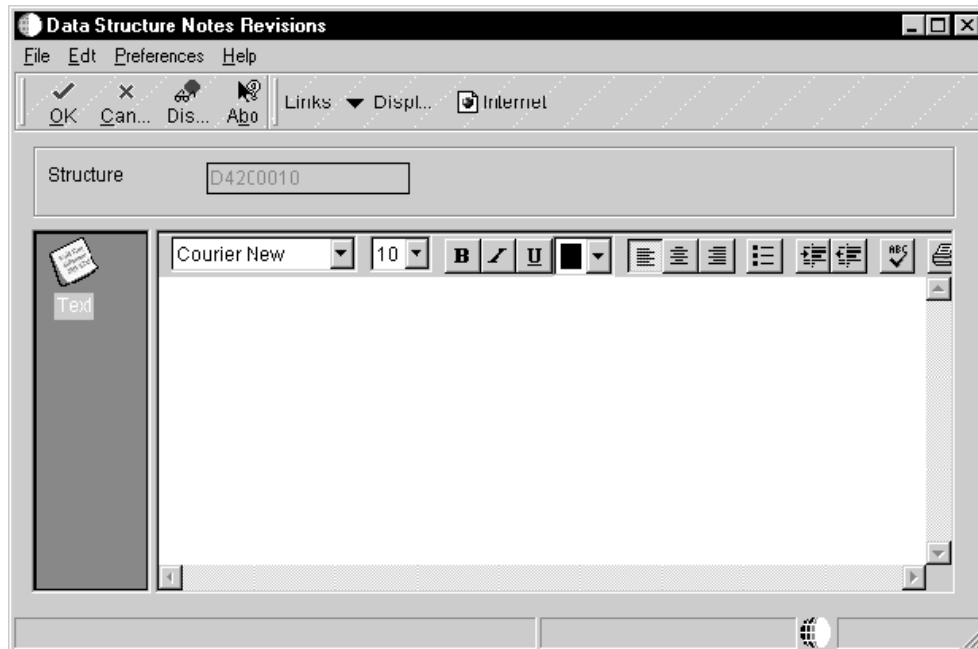 Data Structure Notes Revisions
File Edt Preferences Help
OK Can... Dis... Abo Links Displ... Internet
Structure D42C0010
Courier New 10 B I U ABC
Text